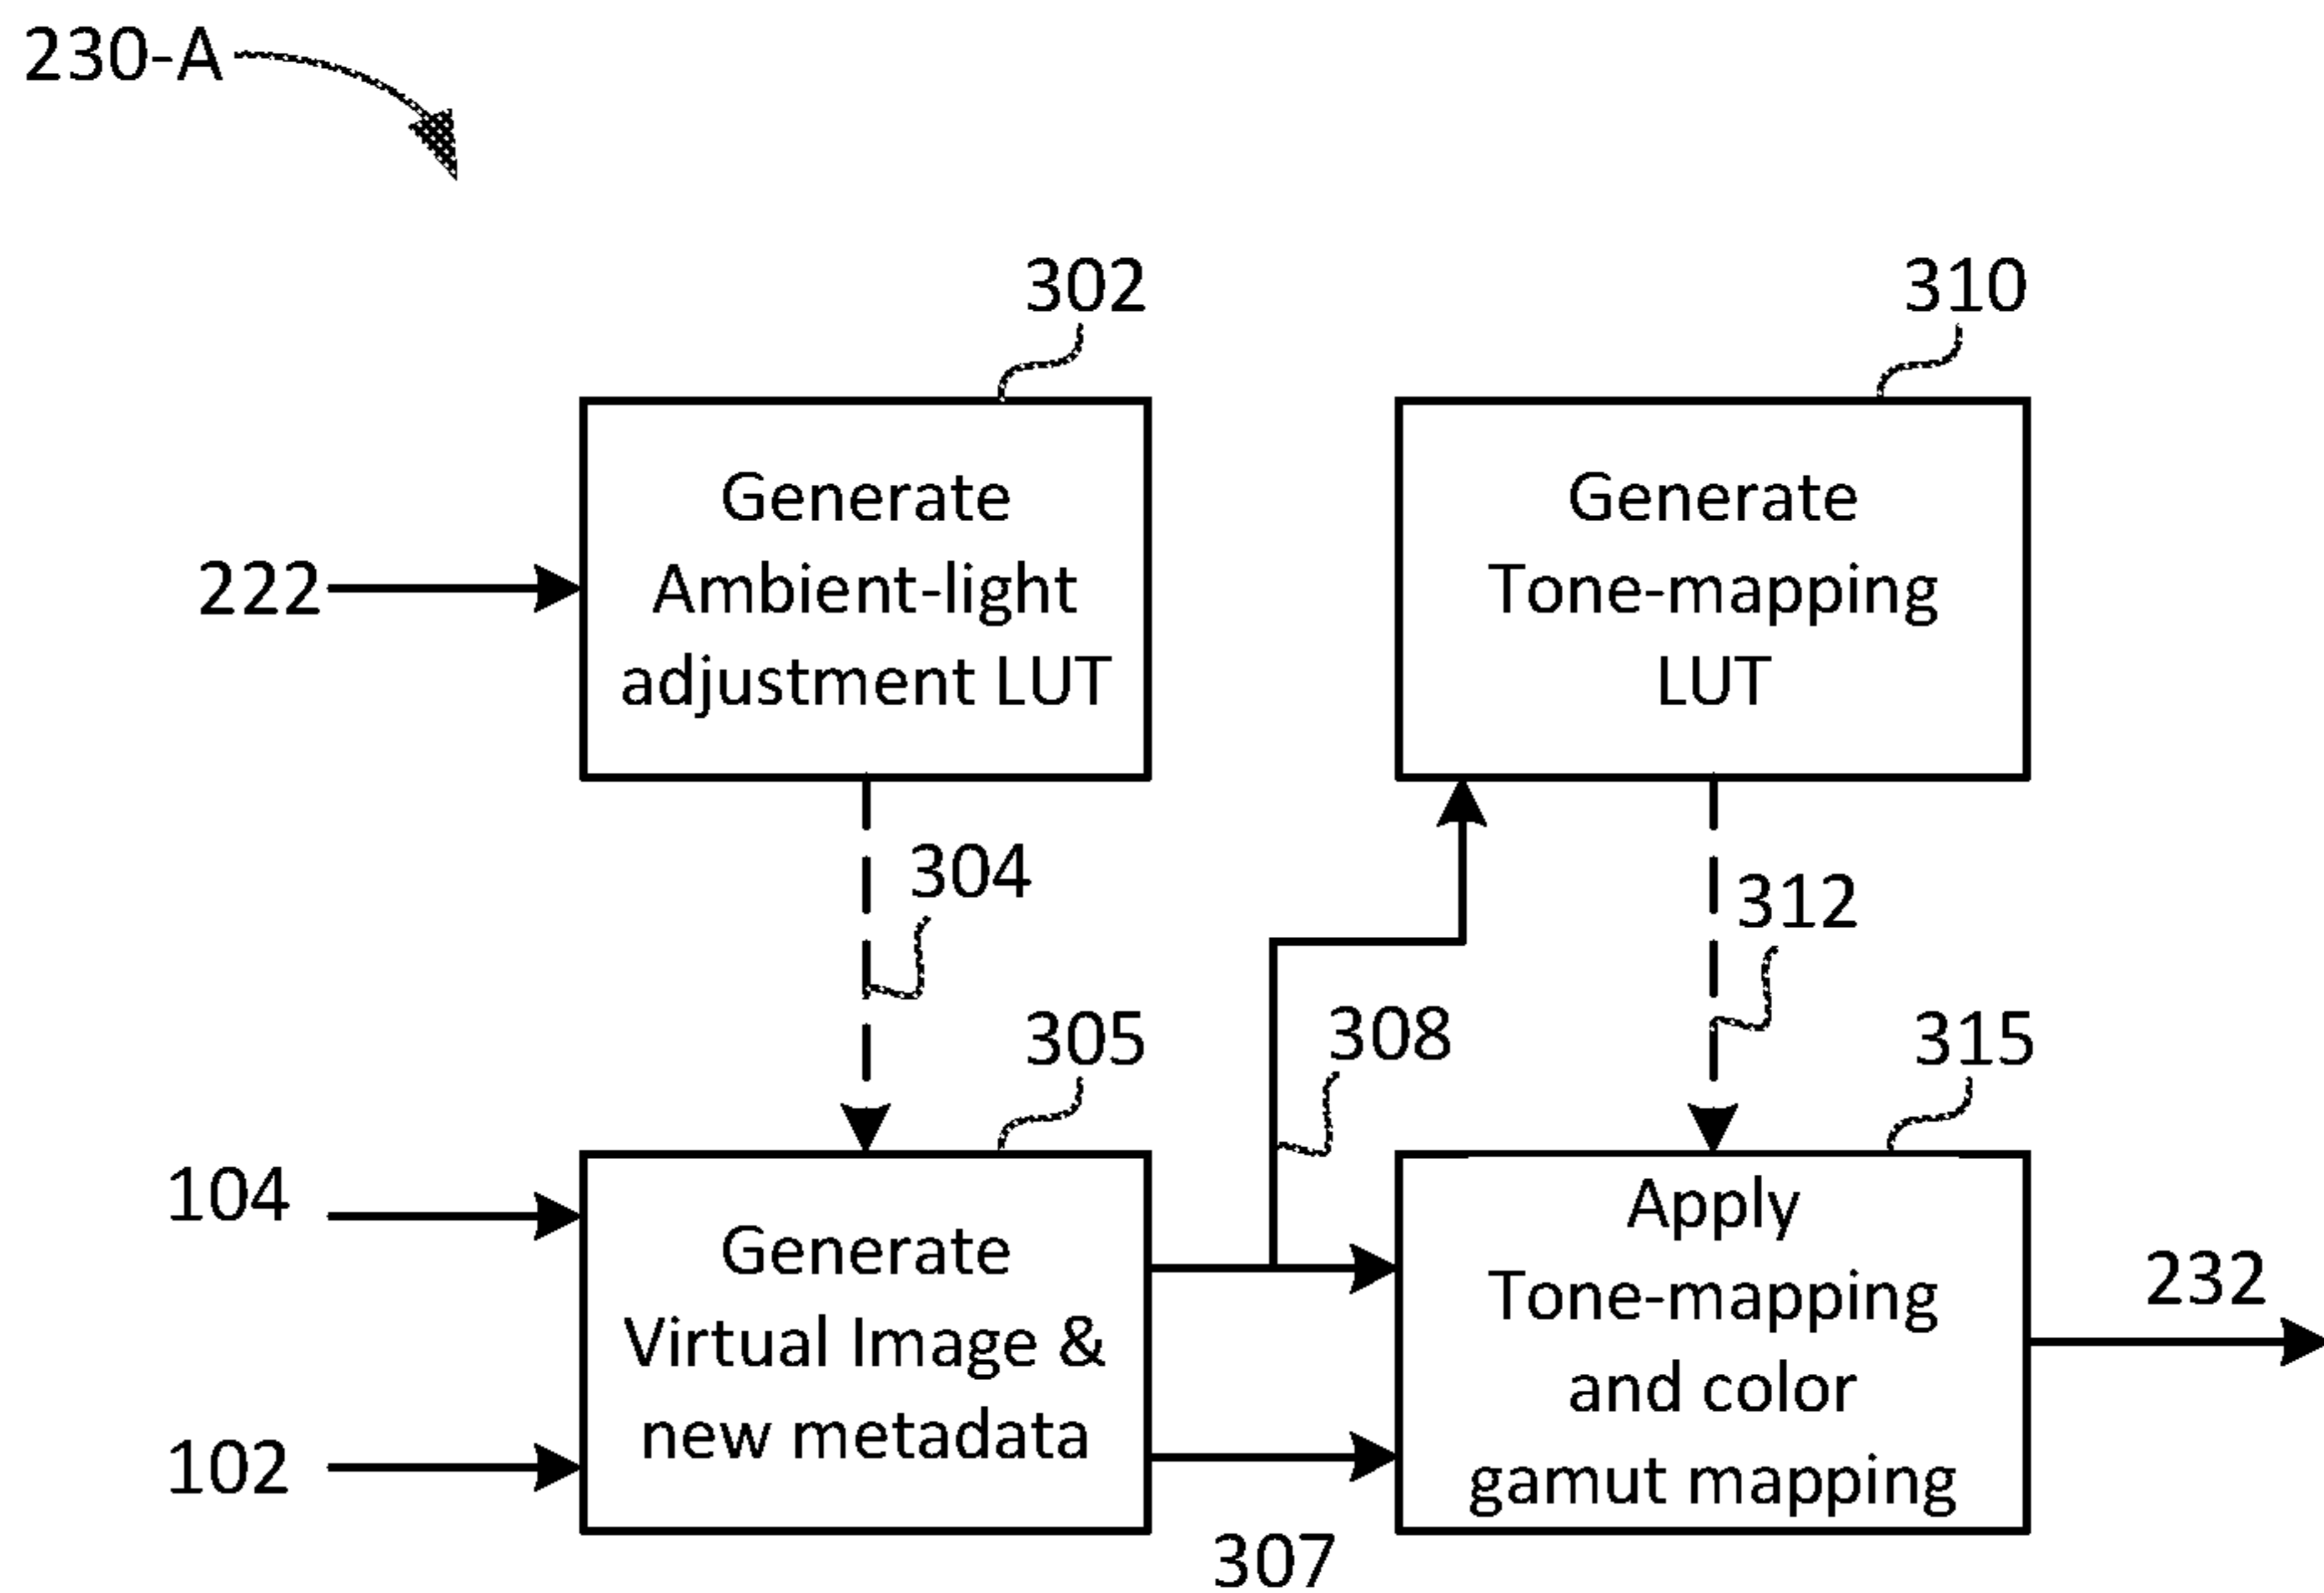 230-A
302
310
Generate
Ambient-light
adjustment LUT
Generate
Tone-mapping
LUT
222
304
312
308
305
315
104
102
Generate
Virtual Image &
new metadata
Apply
Tone-mapping
and color
gamut mapping
232
307